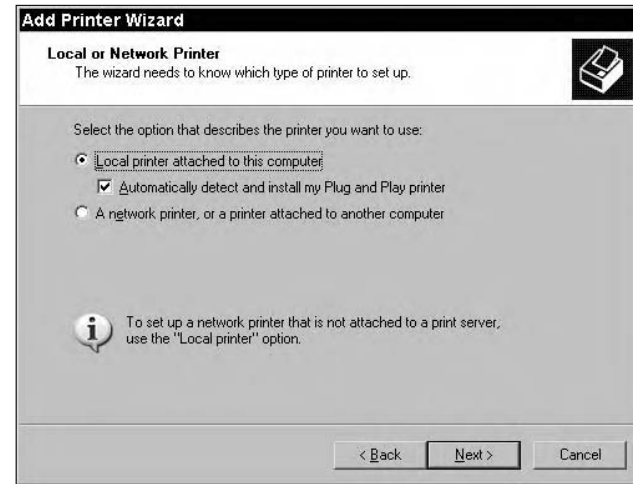 Add Printer Wizard
Local or Network Printer
The wizard needs to know which type of printer to set up.
Select the option that describes the printer you want to use:
Local printer attached to this computer
Automatically detect and install my Plug and Play printer
A network printer, or a printer attached to another computer
To set up a network printer that is not attached to a print server,
use the "Local printer" option.
< Back
Next >
Cancel